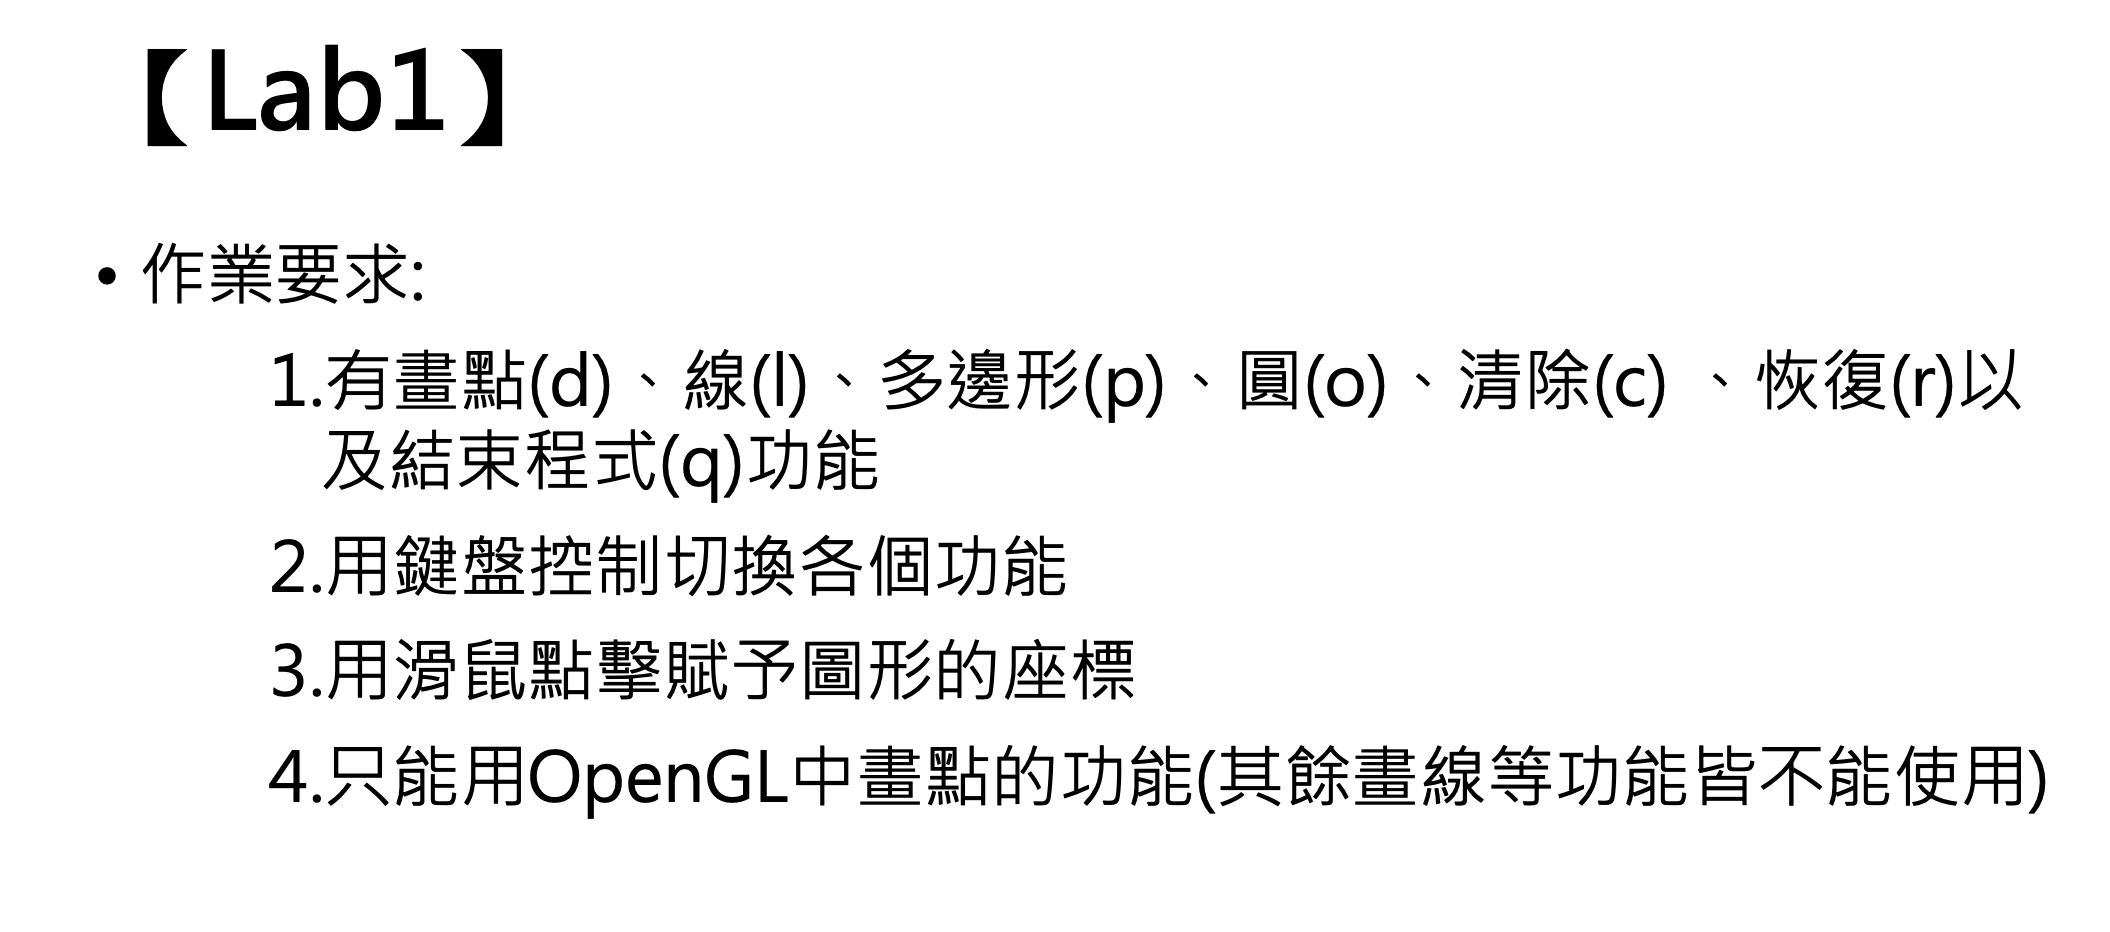 【Lab1】
• 作業要求:
1.有畫點(d)、線(l)、多邊形(p)、圓(o)、清除(c) 、恢復(r)以
及結束程式(q)功能
2.用鍵盤控制切換各個功能
3.用滑鼠點擊賦予圖形的座標
4.只能用OpenGL中畫點的功能(其餘畫線等功能皆不能使用)